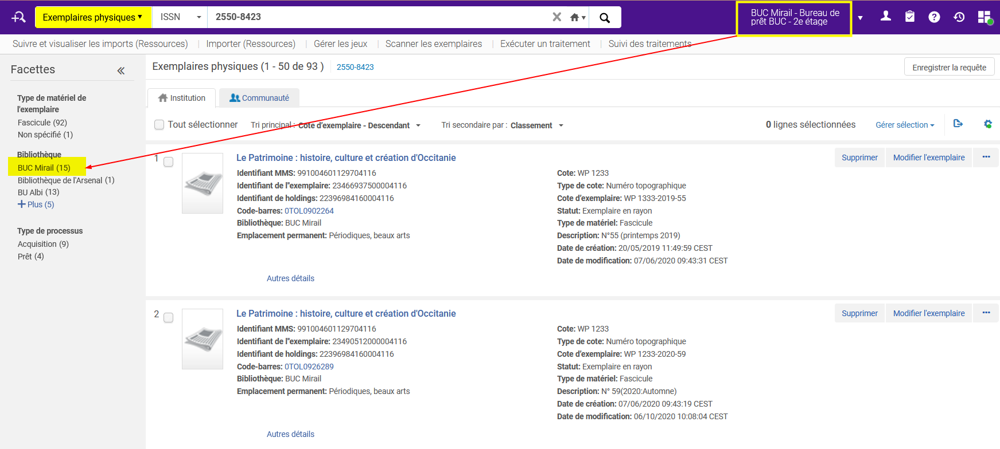 Exemplaires physiques ISSN 2550-8423
BUC Mirail - Bureau de
prêt BUC - 2e étage
Suivre et visualiser les imports (Ressources) | Importer (Ressources) | Gérer les jeux | Scanner les exemplaires | Exécuter un traitement | Suivi des traitements
Facettes
Type de matériel de
l'exemplaire
Fascicule (92)
Non spécifié (1)
Bibliothèque
BUC Mirail (15)
Bibliothèque de l'Arsenal (1)
BU Albi (13)
Plus (5)
Type de processus
Acquisition (9)
Prêt (4)
Exemplaires physiques (1 - 50 de 93 ) 2550-8423
Enregistrer la requête
Institution Communauté
Tout sélectionner Tri principal : Cote d'exemplaire - Descendant Tri secondaire par : Classement 0 lignes sélectionnées Gérer sélection
1 Le Patrimoine : histoire, culture et création d'Occitanie
Supprimer Modifier l'exemplaire ...
Identifiant MMS: 991004601129704116
Identifiant de l"exemplaire: 23466937500004116
Identifiant de holdings: 22396984160004116
Code-barres: 0TOL0902264
Bibliothèque: BUC Mirail
Emplacement permanent: Périodiques, beaux arts
Cote: WP 1233
Type de cote: Numéro topographique
Cote d'exemplaire: WP 1333-2019-55
Statut: Exemplaire en rayon
Type de matériel: Fascicule
Description: N°55 (printemps 2019)
Date de création: 20/05/2019 11:49:59 CEST
Date de modification: 07/06/2020 09:43:31 CEST
Autres détails
2 Le Patrimoine : histoire, culture et création d'Occitanie
Supprimer Modifier l'exemplaire ...
Identifiant MMS: 991004601129704116
Identifiant de l"exemplaire: 23490512000004116
Identifiant de holdings: 22396984160004116
Code-barres: 0TOL0926289
Bibliothèque: BUC Mirail
Emplacement permanent: Périodiques, beaux arts
Cote: WP 1233
Type de cote: Numéro topographique
Cote d'exemplaire: WP 1233-2020-59
Statut: Exemplaire en rayon
Type de matériel: Fascicule
Description: N° 59(2020:Automne)
Date de création: 07/06/2020 09:43:19 CEST
Date de modification: 06/10/2020 10:08:04 CEST
Autres détails